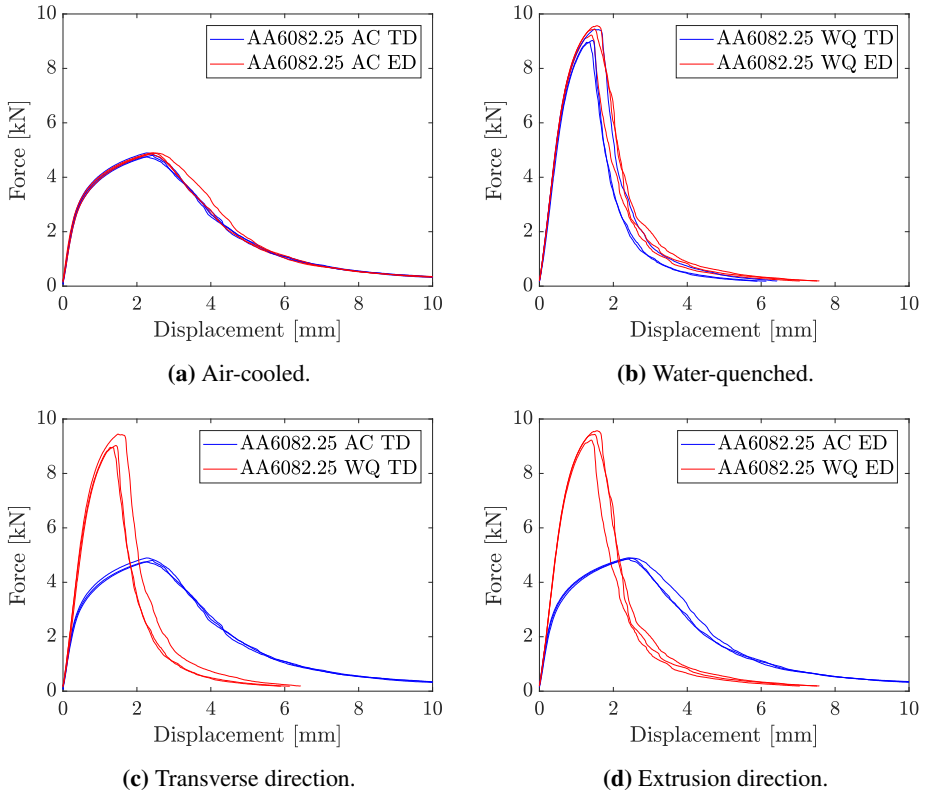 10
8
6
4
2
0
Force [kN]
AA6082.25 AC TD
AA6082.25 AC ED
0 2 4 6 8 10
Displacement [mm]
(a) Air-cooled.
10
8
6
4
2
0
Force [kN]
AA6082.25 WQ TD
AA6082.25 WQ ED
0 2 4 6 8 10
Displacement [mm]
(b) Water-quenched.
10
8
6
4
2
0
Force [kN]
AA6082.25 AC TD
AA6082.25 WQ TD
0 2 4 6 8 10
Displacement [mm]
(c) Transverse direction.
10
8
6
4
2
0
Force [kN]
AA6082.25 AC ED
AA6082.25 WQ ED
0 2 4 6 8 10
Displacement [mm]
(d) Extrusion direction.